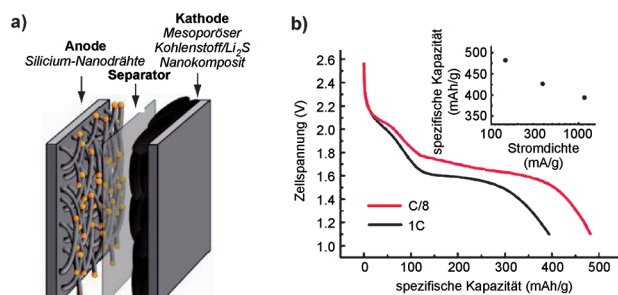 a)
Anode
Silicium-Nanodrähte
Separator
Kathode
Mesoporöser
Kohlenstoff/Li₂S
Nanokomposit
b)
Zellspannung (V)
2.6
2.4
2.2
2.0
1.8
1.6
1.4
1.2
1.0
0 100 200 300 400 500
spezifische Kapazität (mAh/g)
C/8
1C
spezifische Kapazität
(mAh/g)
500
450
400
350
100 1000
Stromdichte
(mA/g)